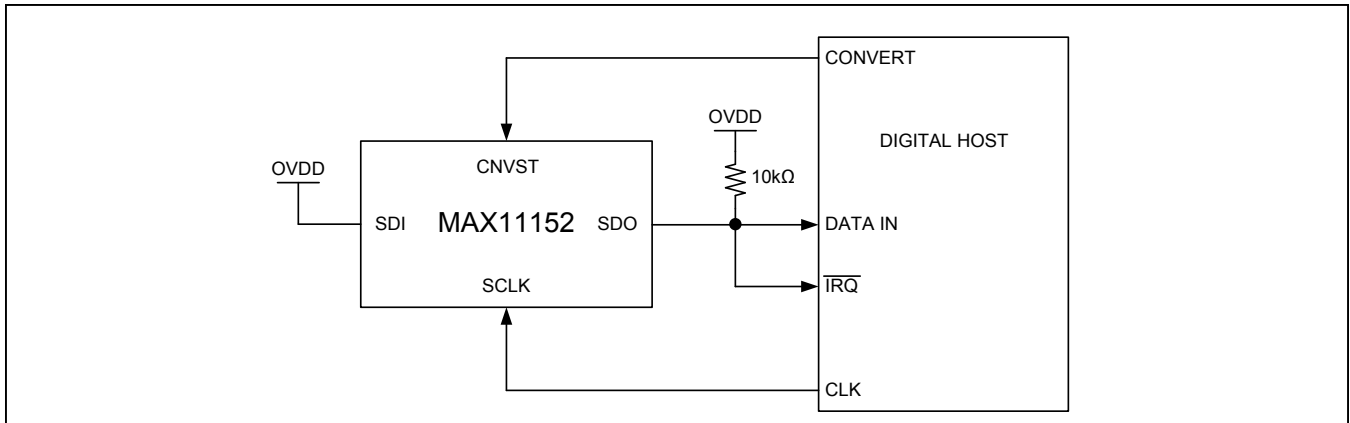 CONVERT
OVDD
DIGITAL HOST
OVDD
CNVST
10kΩ
SDI
MAX11152
SDO
DATA IN
SCLK
IRQ
CLK